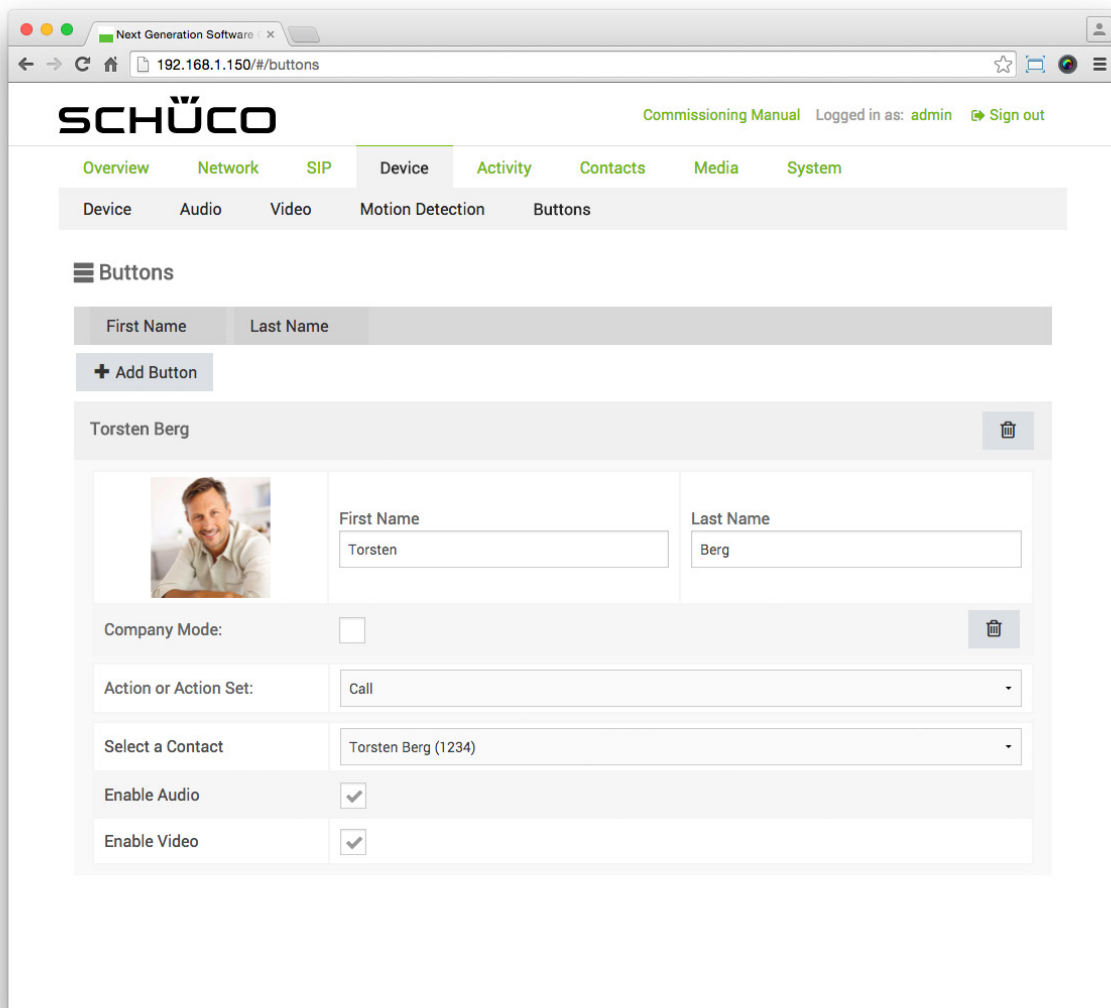 Next Generation Software
192.168.1.150/#/buttons
SCHÜCO
Commissioning Manual Logged in as: admin Sign out
Overview Network SIP Device Activity Contacts Media System
Device Audio Video Motion Detection Buttons
Buttons
First Name Last Name
Add Button
Torsten Berg
First Name Last Name
Torsten Berg
Company Mode:
Action or Action Set: Call
Select a Contact Torsten Berg (1234)
Enable Audio
Enable Video